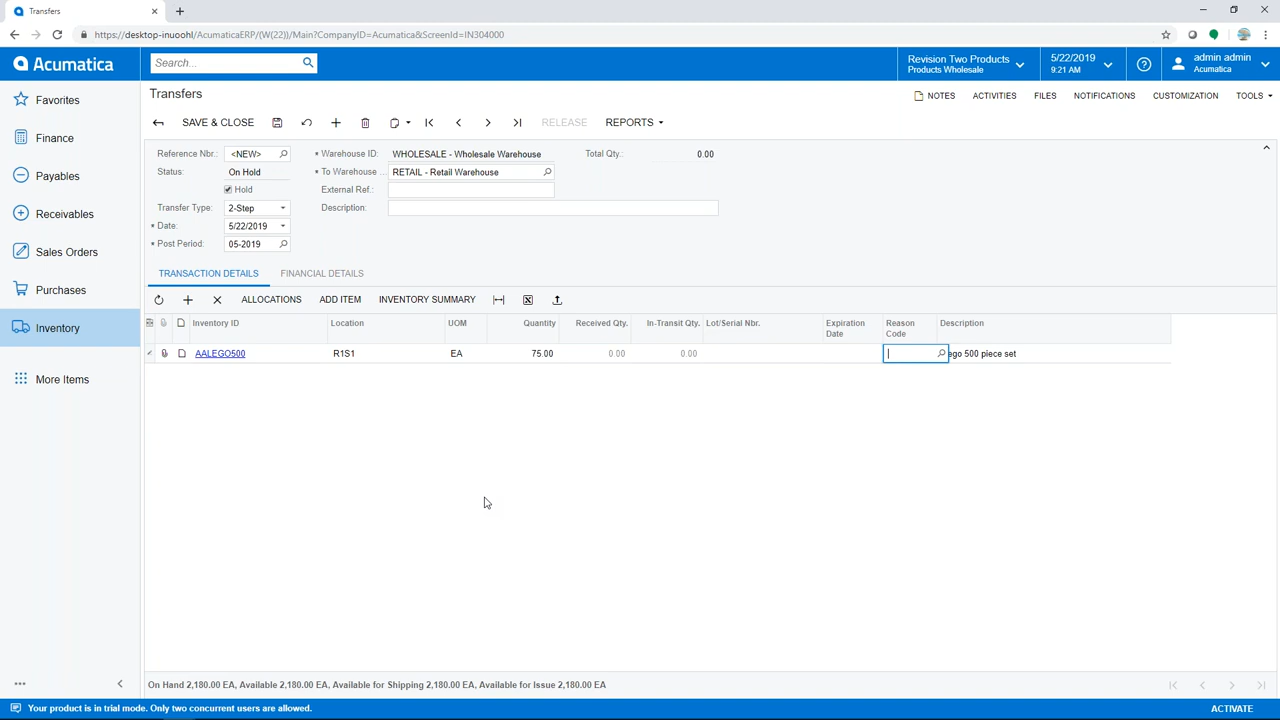 Transfers
https://desktop-inuoohl/AcumaticaERP/(W(22))/Main?CompanyID=Acumatica&ScreenId=IN304000
Acumatica
Search...
Revision Two Products
Products Wholesale
5/22/2019
9:21 AM
admin admin
Acumatica
Favorites
Finance
Payables
Receivables
Sales Orders
Purchases
Inventory
More Items
Transfers
NOTES ACTIVITIES FILES NOTIFICATIONS CUSTOMIZATION TOOLS
SAVE & CLOSE RELEASE REPORTS
Reference Nbr.: <NEW> * Warehouse ID: WHOLESALE - Wholesale Warehouse Total Qty.: 0.00
Status: On Hold * To Warehouse ... RETAIL - Retail Warehouse
Hold External Ref.:
Transfer Type: 2-Step Description:
* Date: 5/22/2019
* Post Period: 05-2019
TRANSACTION DETAILS FINANCIAL DETAILS
ALLOCATIONS ADD ITEM INVENTORY SUMMARY
Inventory ID Location UOM Quantity Received Qty. In-Transit Qty. Lot/Serial Nbr. Expiration Date Reason Code Description
AALEGO500 R1S1 EA 75.00 0.00 0.00 ego 500 piece set
On Hand 2,180.00 EA, Available 2,180.00 EA, Available for Shipping 2,180.00 EA, Available for Issue 2,180.00 EA
Your product is in trial mode. Only two concurrent users are allowed. ACTIVATE